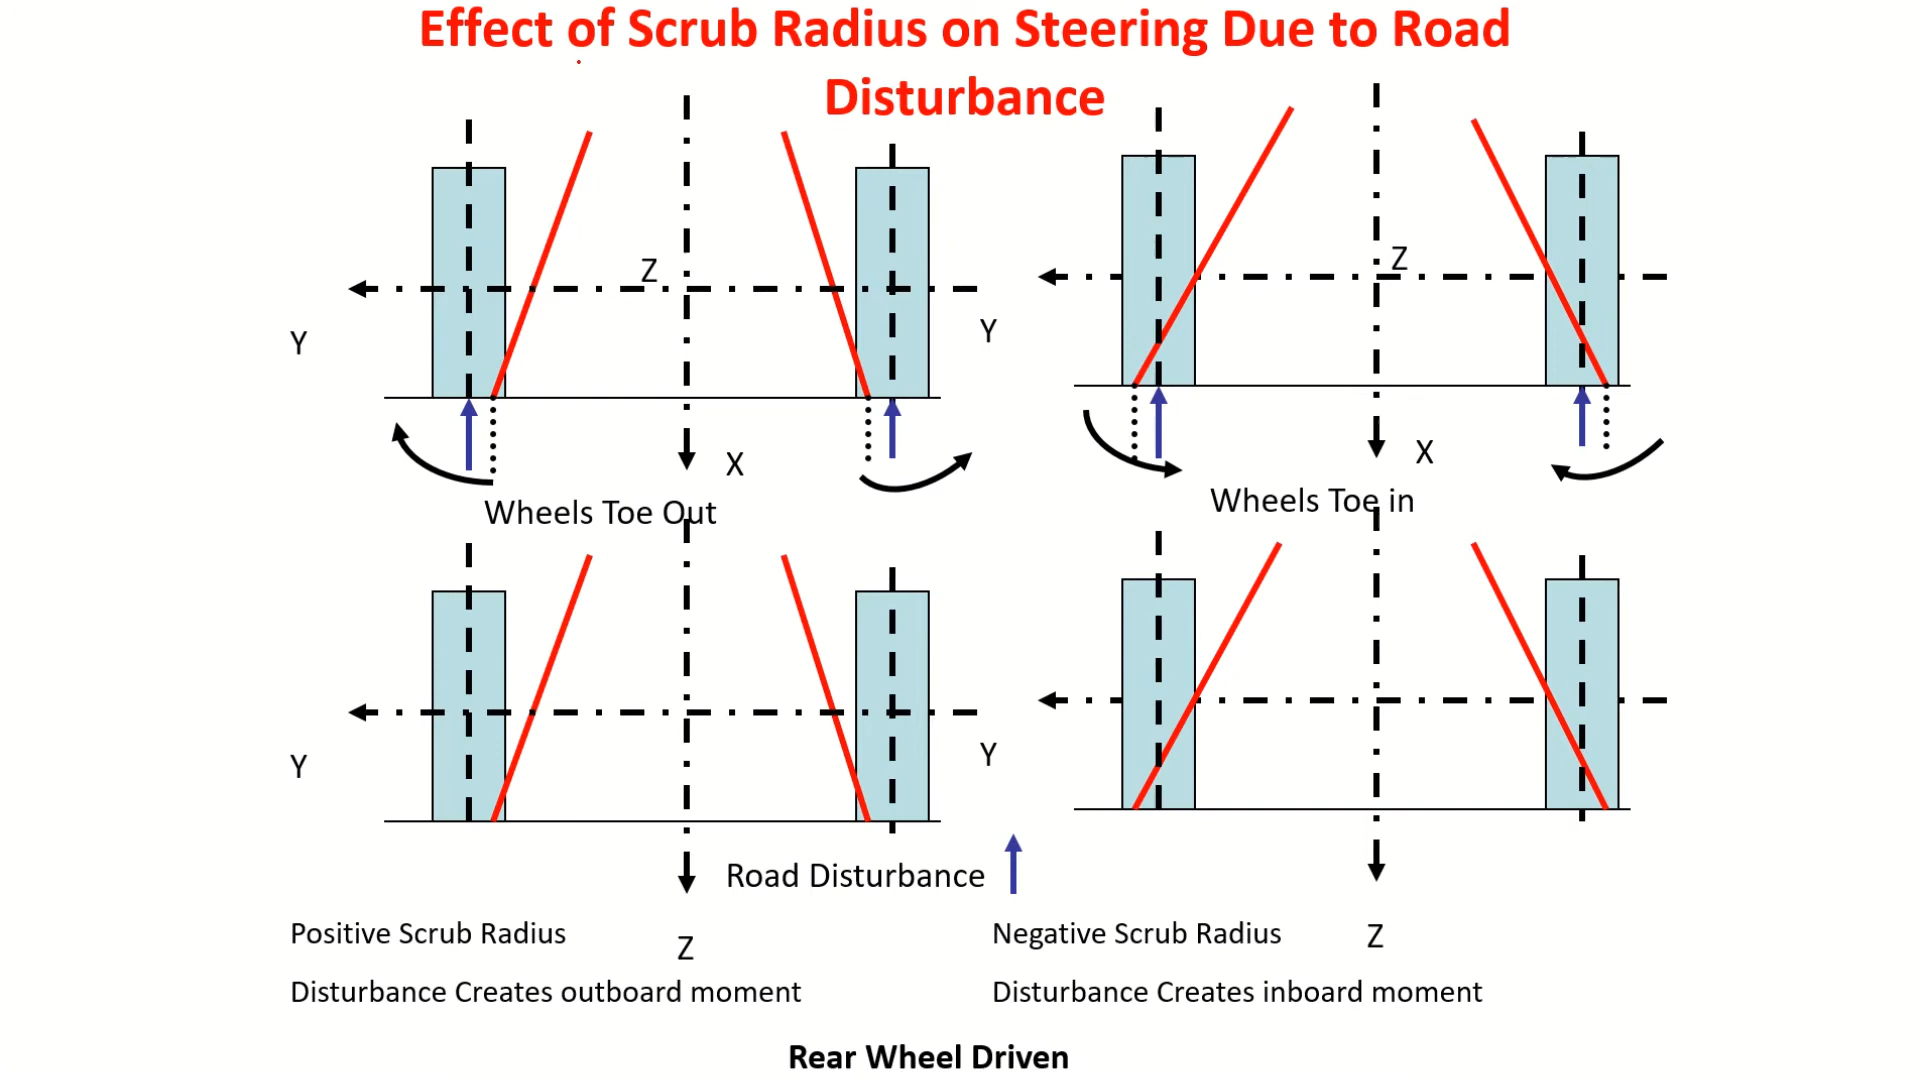 Effect of Scrub Radius on Steering Due to Road
Disturbance
Z
Z
Y
Y
X
X
Wheels Toe Out
Wheels Toe in
Y
Y
Road Disturbance
Positive Scrub Radius
Z
Negative Scrub Radius
Z
Disturbance Creates outboard moment
Disturbance Creates inboard moment
Rear Wheel Driven